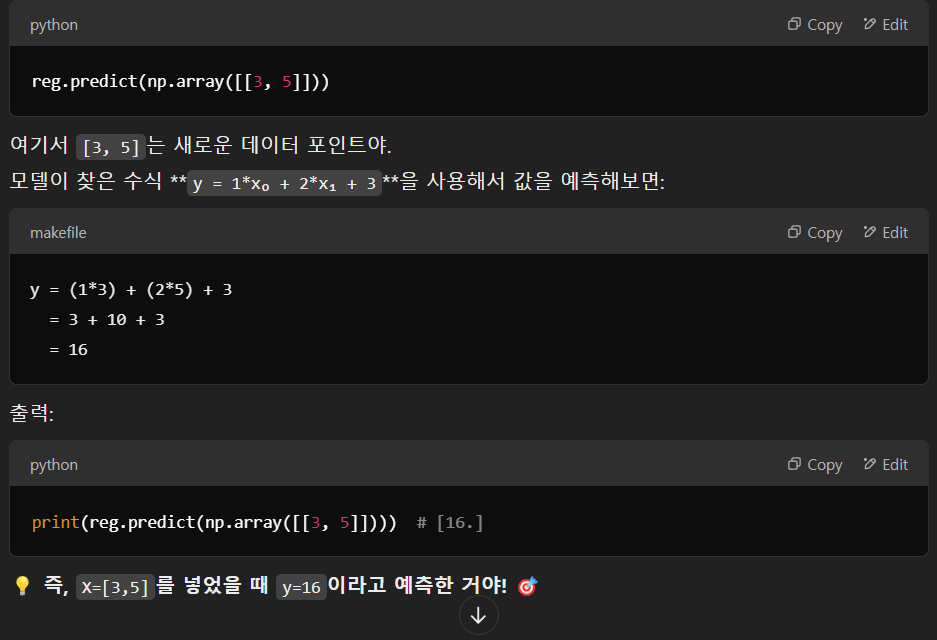 python Copy Edit
reg.predict(np.array([[3, 5]]))
여기서 [3, 5]는 새로운 데이터 포인트야.
모델이 찾은 수식 **y = 1*x₀ + 2*x₁ + 3**을 사용해서 값을 예측해보면:
makefile Copy Edit
y = (1*3) + (2*5) + 3
= 3 + 10 + 3
= 16
출력:
python Copy Edit
print(reg.predict(np.array([[3, 5]]))) # [16.]
💡 즉, X=[3,5]를 넣었을 때 y=16이라고 예측한 거야! 🎯